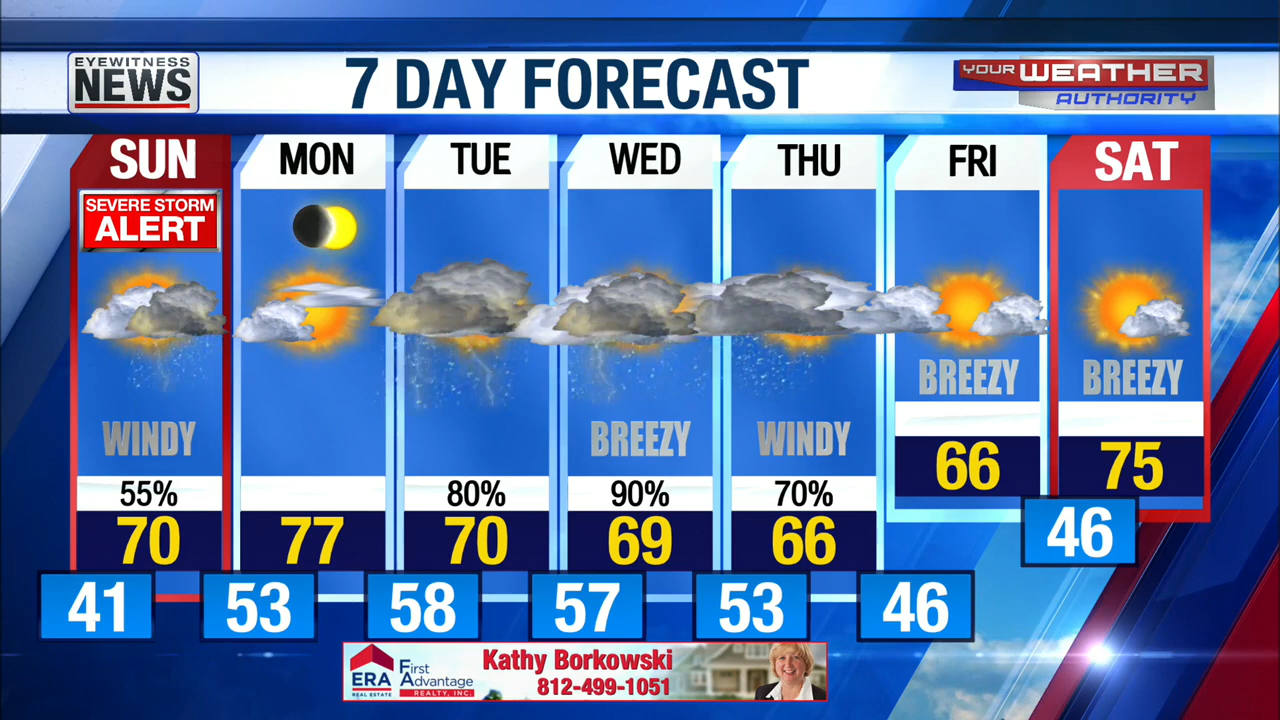 EYEWITNESS
NEWS
7 DAY FORECAST
YOUR WEATHER
AUTHORITY
SUN
MON
TUE
WED
THU
FRI
SAT
SEVERE STORM
ALERT
BREEZY
BREEZY
WINDY
BREEZY
WINDY
66
75
55%
80%
90%
70%
70
77
70
69
66
46
41
53
58
57
53
46
ERA
REAL ESTATE
First
Advantage
REALTY, INC.
Kathy Borkowski
812-499-1051